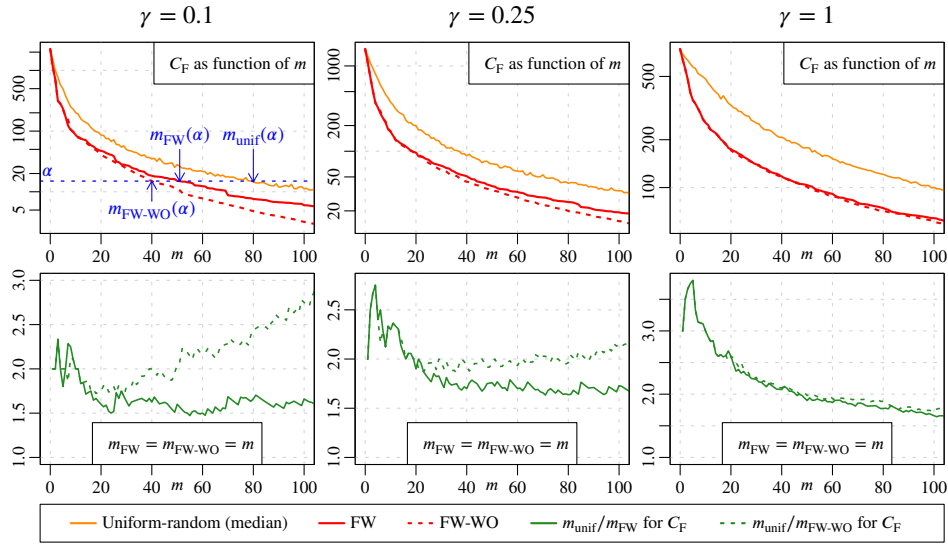 γ = 0.1
γ = 0.25
γ = 1
C_F as function of m
500
100
20
5
α
m_FW(α)
m_unif(α)
m_FW-WO(α)
0 20 40 60 80 100
m
C_F as function of m
1000
200
100
50
20
0 20 40 60 80 100
m
C_F as function of m
500
200
100
0 20 40 60 80 100
m
3.0
2.5
2.0
1.5
1.0
m_FW = m_FW-WO = m
0 20 40 60 80 100
m
2.5
2.0
1.5
1.0
m_FW = m_FW-WO = m
0 20 40 60 80 100
m
3.0
2.0
1.0
m_FW = m_FW-WO = m
0 20 40 60 80 100
m
Uniform-random (median) FW FW-WO m_unif/m_FW for C_F m_unif/m_FW-WO for C_F